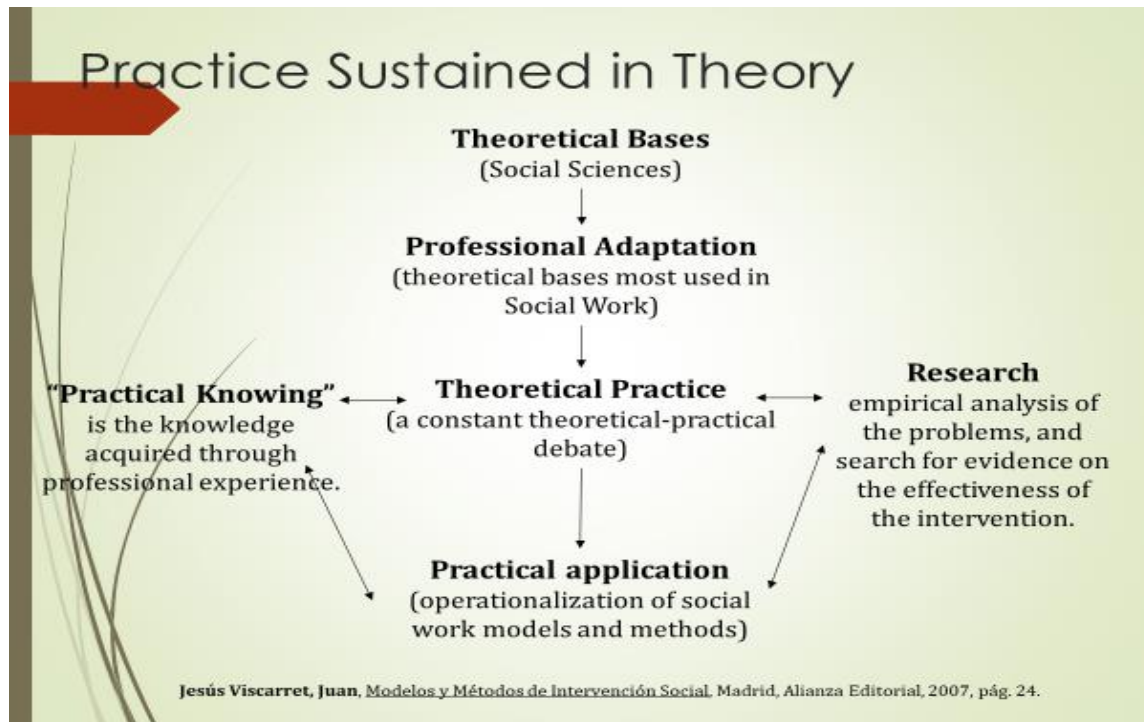 Practice Sustained in Theory
Theoretical Bases
(Social Sciences)
Professional Adaptation
(theoretical bases most used in
Social Work)
"Practical Knowing”
is the knowledge
acquired through
professional experience.
Theoretical Practice
(a constant theoretical-practical
debate)
Research
empirical analysis of
the problems, and
search for evidence on
the effectiveness of
the intervention.
Practical application
(operationalization of social
work models and methods)
Jesús Viscarret, Juan, Modelos y Métodos de Intervención Social, Madrid, Alianza Editorial, 2007, pág. 24.